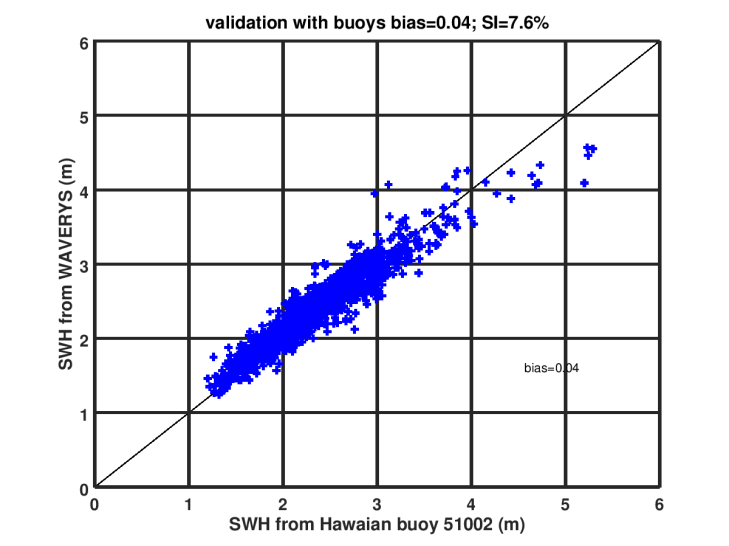 validation with buoys bias=0.04; SI=7.6%
6
5
4
3
2
1
0
SWH from WAVERYS (m)
bias=0.04
0 1 2 3 4 5 6
SWH from Hawaian buoy 51002 (m)